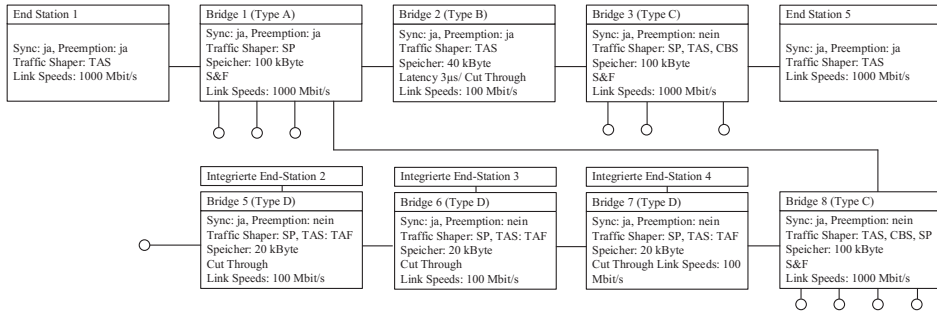 End Station 1
Sync: ja, Preemption: ja
Traffic Shaper: TAS
Link Speeds: 1000 Mbit/s
Bridge 1 (Type A)
Sync: ja, Preemption: ja
Traffic Shaper: SP
Speicher: 100 kByte
S&F
Link Speeds: 1000 Mbit/s
Bridge 2 (Type B)
Sync: ja, Preemption: ja
Traffic Shaper: TAS
Speicher: 40 kByte
Latency 3μs/ Cut Through
Link Speeds: 100 Mbit/s
Bridge 3 (Type C)
Sync: ja, Preemption: nein
Traffic Shaper: SP, TAS, CBS
Speicher: 100 kByte
S&F
Link Speeds: 1000 Mbit/s
End Station 5
Sync: ja, Preemption: ja
Traffic Shaper: TAS
Link Speeds: 1000 Mbit/s
Integrierte End-Station 2
Bridge 5 (Type D)
Sync: ja, Preemption: nein
Traffic Shaper: SP, TAS: TAF
Speicher: 20 kByte
Cut Through
Link Speeds: 100 Mbit/s
Integrierte End-Station 3
Bridge 6 (Type D)
Sync: ja, Preemption: nein
Traffic Shaper: SP, TAS: TAF
Speicher: 20 kByte
Cut Through
Link Speeds: 100 Mbit/s
Integrierte End-Station 4
Bridge 7 (Type D)
Sync: ja, Preemption: nein
Traffic Shaper: SP, TAS: TAF
Speicher: 20 kByte
Cut Through Link Speeds: 100
Mbit/s
Bridge 8 (Type C)
Sync: ja, Preemption: nein
Traffic Shaper: TAS, CBS, SP
Speicher: 100 kByte
S&F
Link Speeds: 1000 Mbit/s